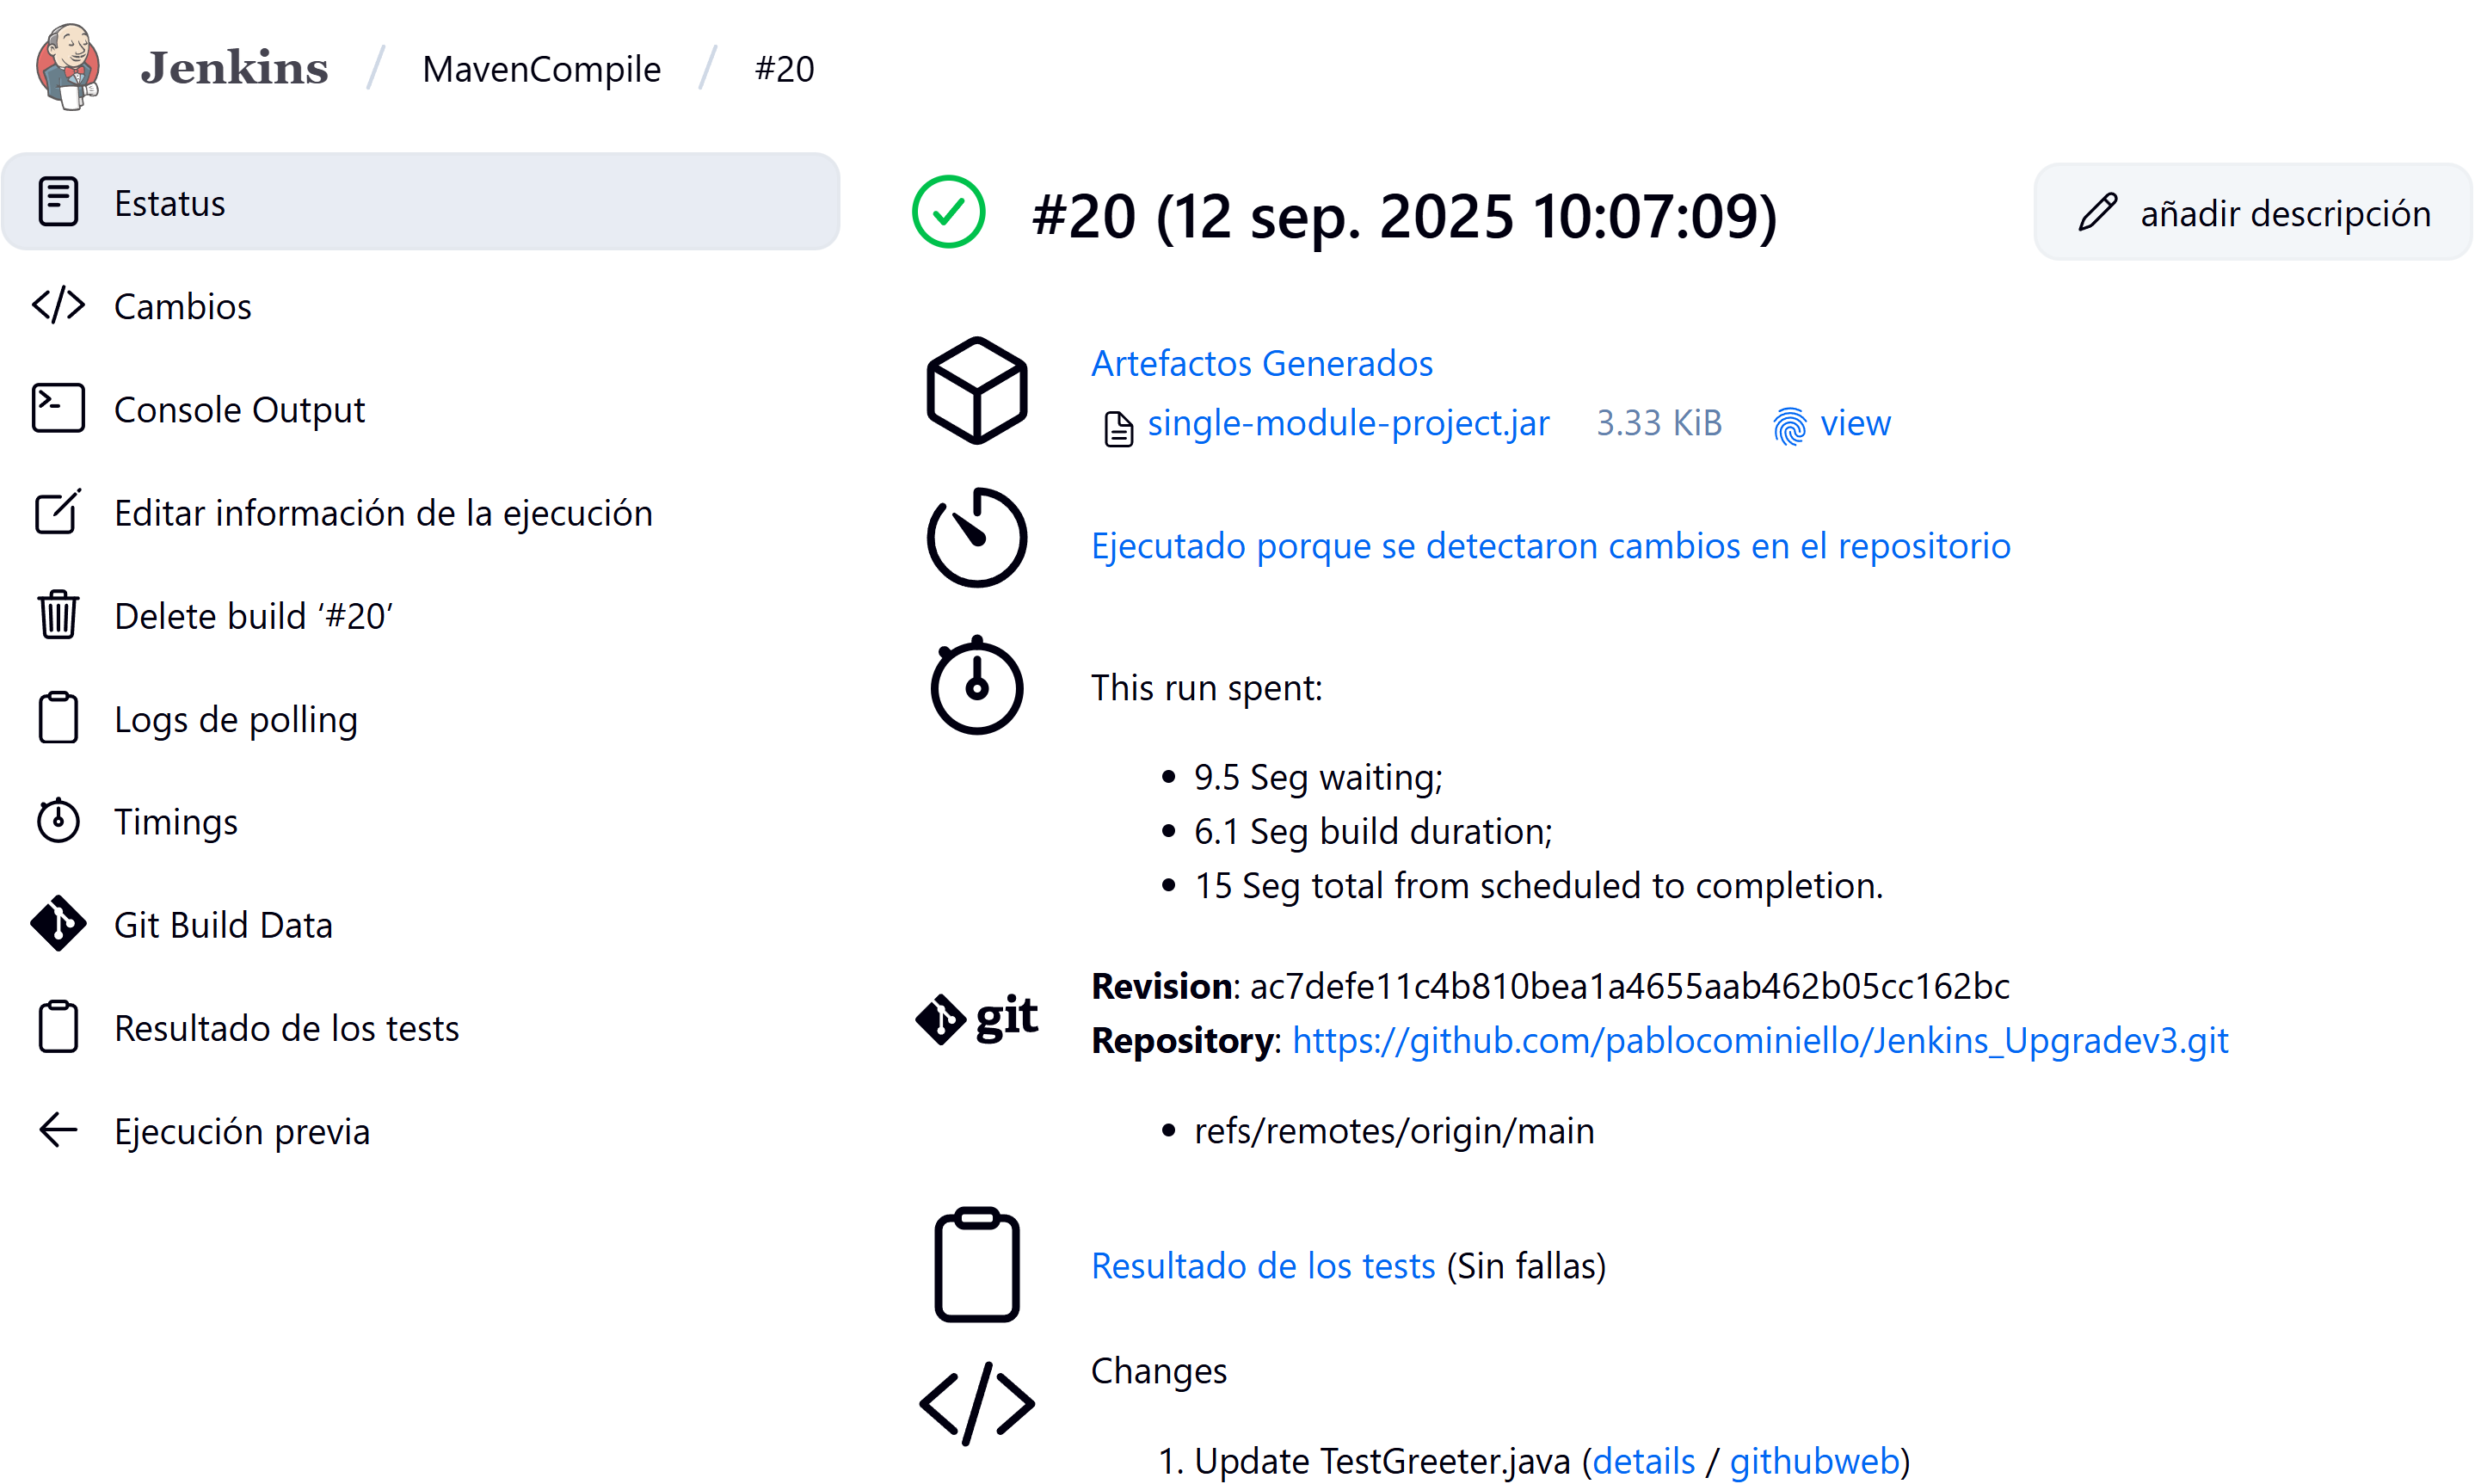 Jenkins / MavenCompile / #20
Estatus
Cambios
Console Output
Editar información de la ejecución
Delete build ‘#20’
Logs de polling
Timings
Git Build Data
Resultado de los tests
Ejecución previa
#20 (12 sep. 2025 10:07:09)
añadir descripción
Artefactos Generados
single-module-project.jar 3.33 KiB view
Ejecutado porque se detectaron cambios en el repositorio
This run spent:
• 9.5 Seg waiting;
• 6.1 Seg build duration;
• 15 Seg total from scheduled to completion.
git
Revision: ac7defe11c4b810bea1a4655aab462b05cc162bc
Repository: https://github.com/pablocominiello/Jenkins_Upgradev3.git
• refs/remotes/origin/main
Resultado de los tests (Sin fallas)
Changes
1. Update TestGreeter.java (details / githubweb)